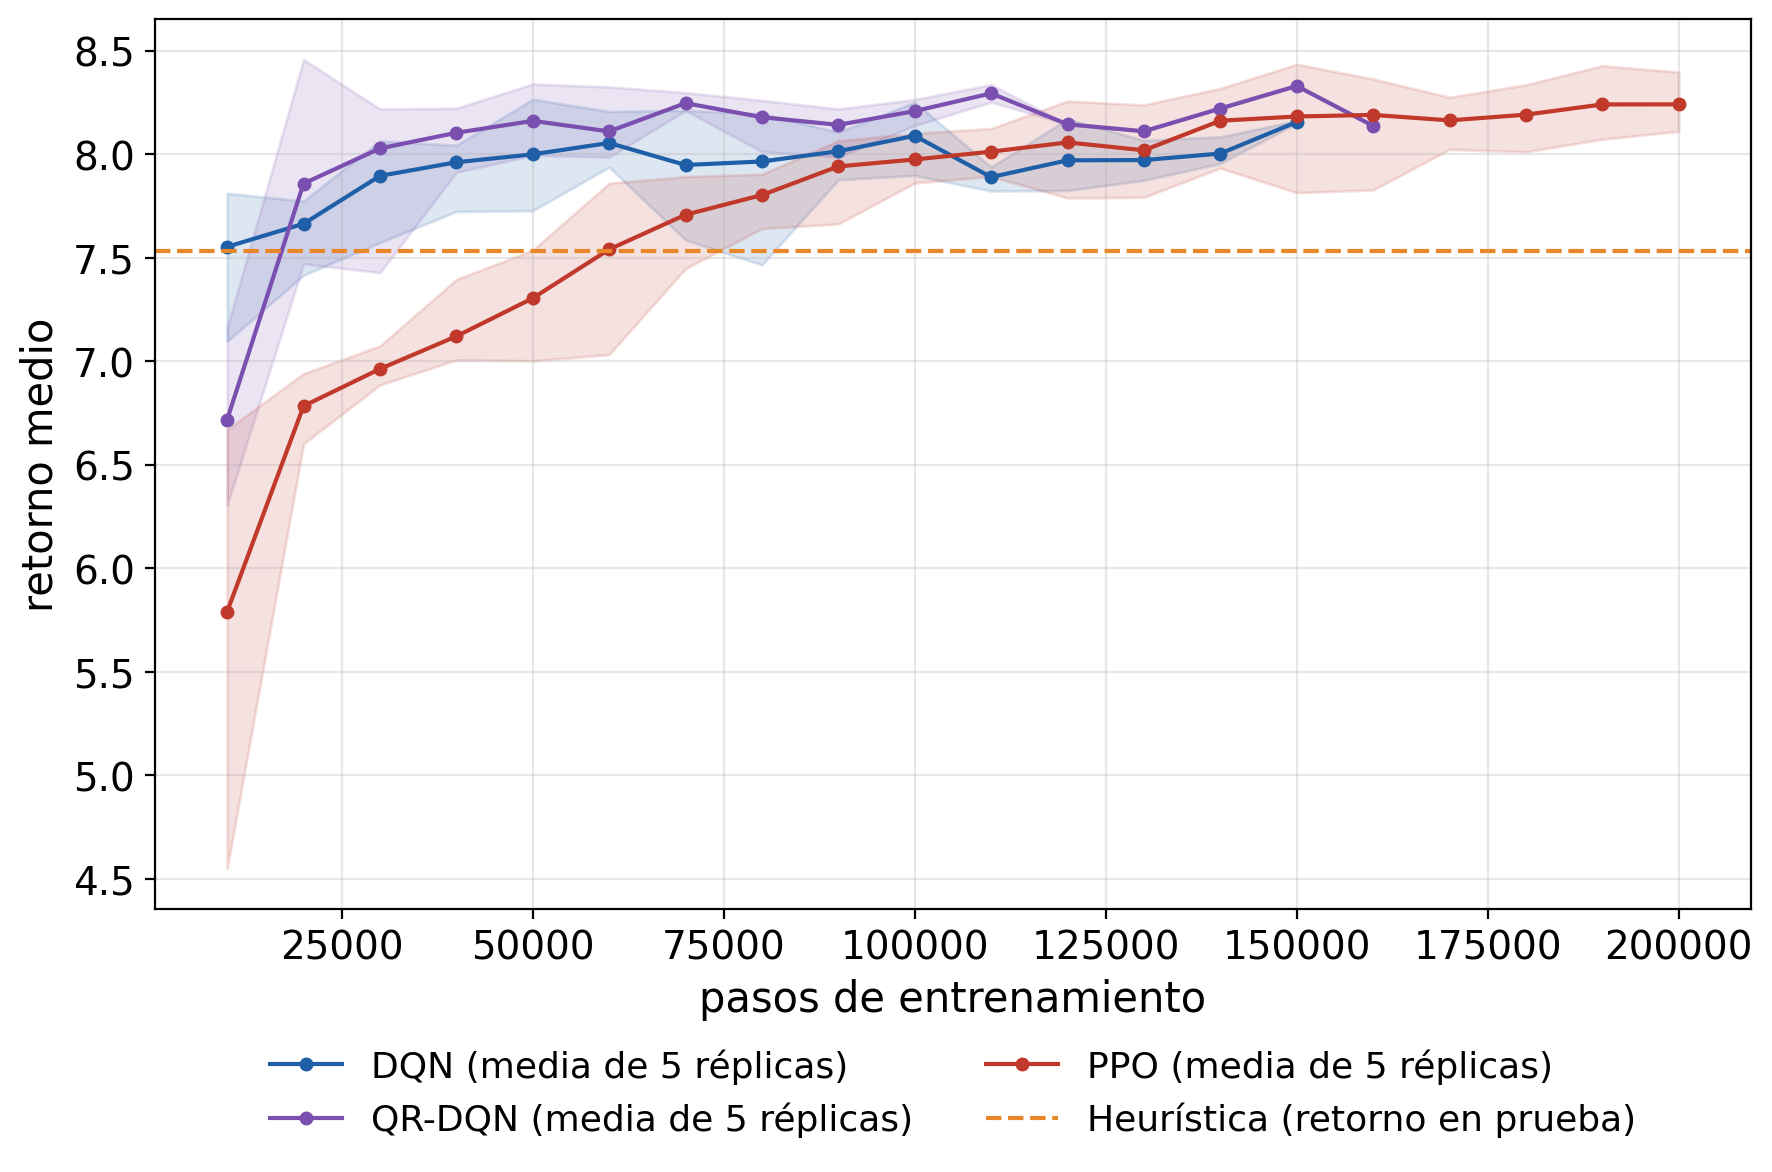 8.5
8.0
7.5
7.0
6.5
6.0
5.5
5.0
4.5
retorno medio
25000 50000 75000 100000 125000 150000 175000 200000
pasos de entrenamiento
DQN (media de 5 réplicas)
QR-DQN (media de 5 réplicas)
PPO (media de 5 réplicas)
Heurística (retorno en prueba)